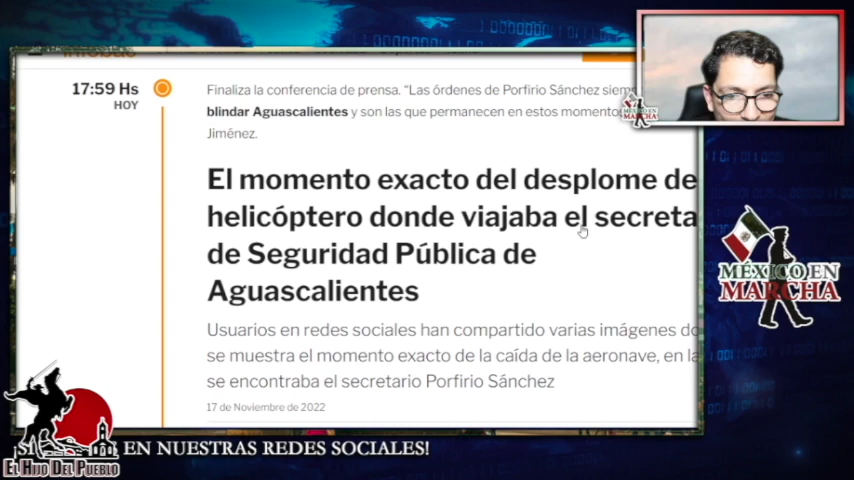 17:59 Hs
HOY
Finaliza la conferencia de prensa. “Las órdenes de Porfirio Sánchez
blindar Aguascalientes y son las que permanecen en estos momento
Jiménez.
El momento exacto del desplome de
helicóptero donde viajaba el secreta
de Seguridad Pública de
Aguascalientes
Usuarios en redes sociales han compartido varias imágenes do
se muestra el momento exacto de la caída de la aeronave, en la
se encontraba el secretario Porfirio Sánchez
17 de Noviembre de 2022
MÉXICO EN
MARCHA
MÉXICO EN
MARCHA
EN NUESTRAS REDES SOCIALES!
EL HIJO DEL PUEBLO